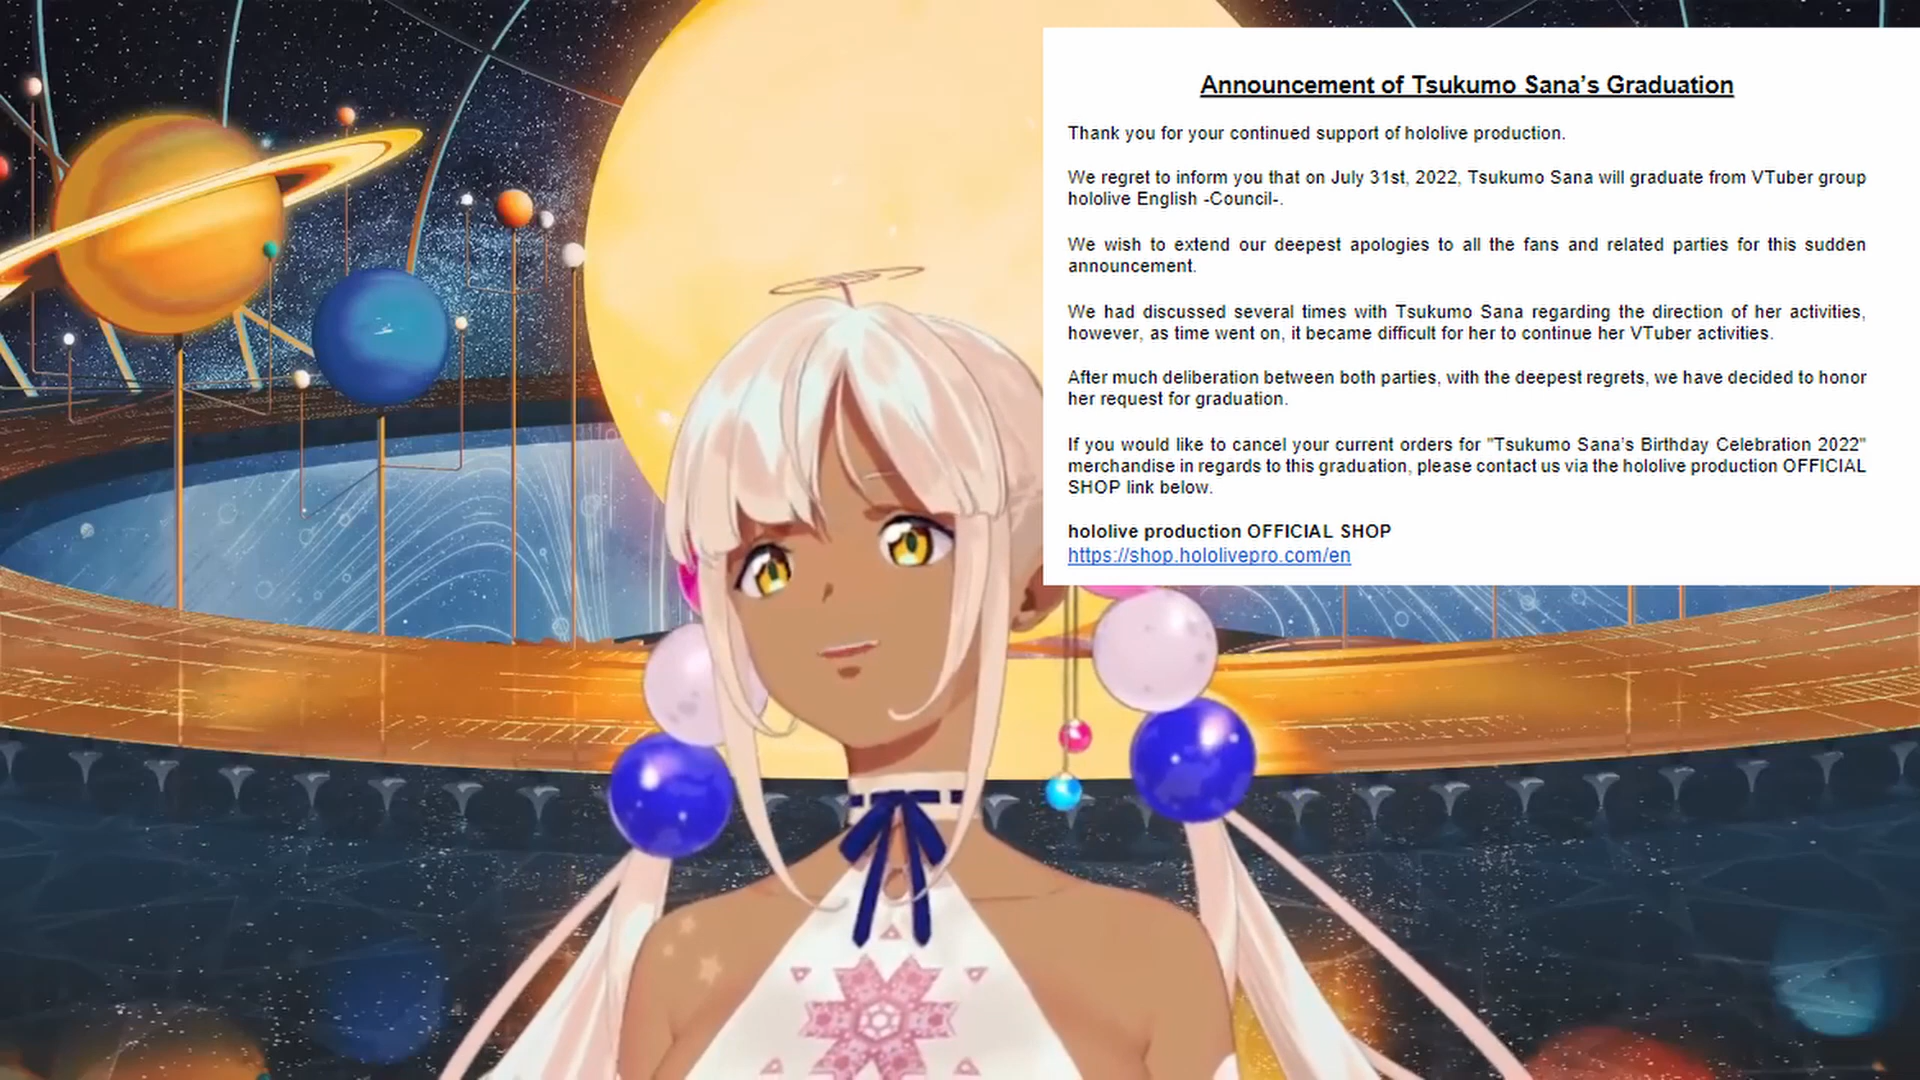 Announcement of Tsukumo Sana’s Graduation
Thank you for your continued support of hololive production.
We regret to inform you that on July 31st, 2022, Tsukumo Sana will graduate from VTuber group
hololive English -Council-.
We wish to extend our deepest apologies to all the fans and related parties for this sudden
announcement.
We had discussed several times with Tsukumo Sana regarding the direction of her activities,
however, as time went on, it became difficult for her to continue her VTuber activities.
After much deliberation between both parties, with the deepest regrets, we have decided to honor
her request for graduation.
If you would like to cancel your current orders for "Tsukumo Sana’s Birthday Celebration 2022"
merchandise in regards to this graduation, please contact us via the hololive production OFFICIAL
SHOP link below.
hololive production OFFICIAL SHOP
https://shop.hololivepro.com/en